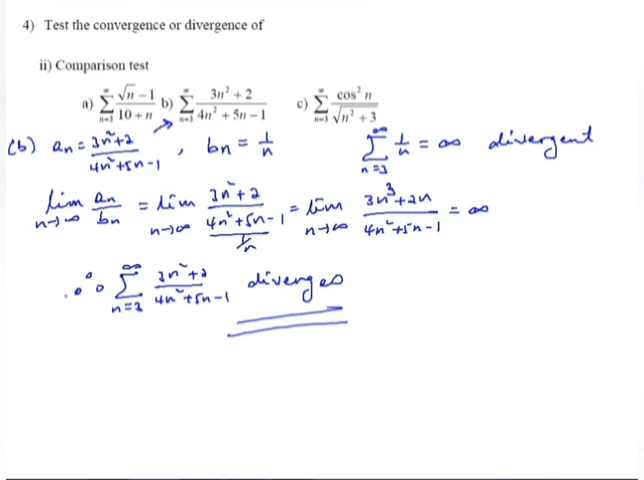 4) Test the convergence or divergence of
ii) Comparison test
a) ∑_{n=3}^{∞} (√n − 1)/(10 + n) b) ∑_{n=3}^{∞} (3n² + 2)/(4n² + 5n − 1) c) ∑_{n=3}^{∞} cos² n/√(n² + 3)
(b) an = (3n²+2)/(4n²+5n−1) , bn = 1/n ∑_{n=3}^{∞} 1/n = ∞ divergent
lim_{n→∞} an/bn = lim_{n→∞} ((3n²+2)/(4n²+5n−1))/(1/n) = lim_{n→∞} (3n³+2n)/(4n²+5n−1) = ∞
∴ ∑_{n=3}^{∞} (3n²+2)/(4n²+5n−1) diverges